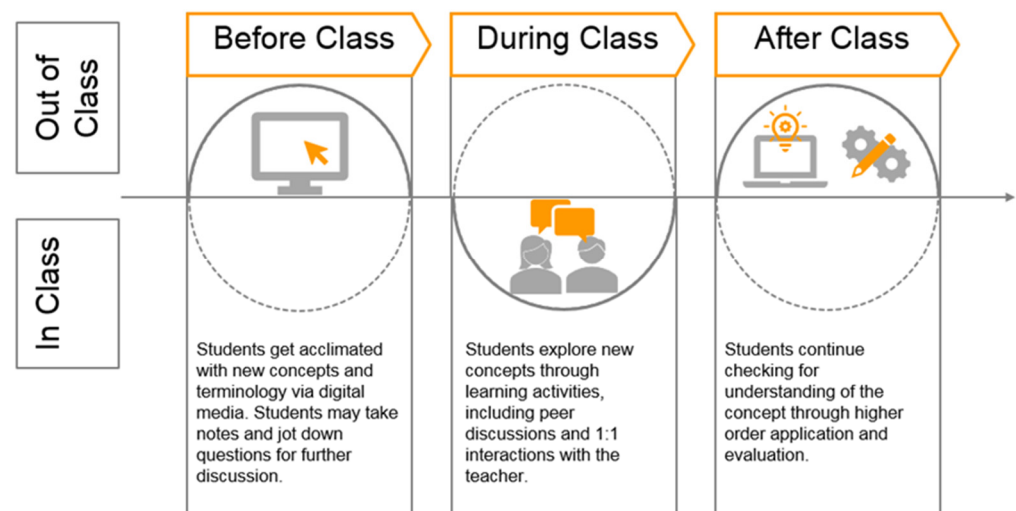 Out of
Class
In Class
Before Class
During Class
After Class
Students get acclimated
with new concepts and
terminology via digital
media. Students may take
notes and jot down
questions for further
discussion.
Students explore new
concepts through
learning activities,
including peer
discussions and 1:1
interactions with the
teacher.
Students continue
checking for
understanding of the
concept through higher
order application and
evaluation.